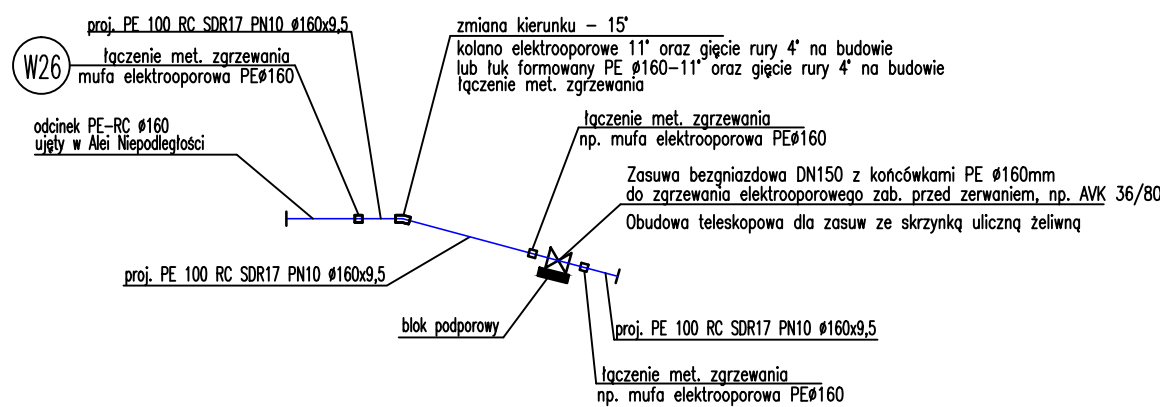 proj. PE 100 RC SDR17 PN10 ø160x9,5
W26
łączenie met. zgrzewania
mufa elektrooporowa PEø160
zmiana kierunku – 15°
kolano elektrooporowe 11° oraz gięcie rury 4° na budowie
lub łuk formowany PE ø160–11° oraz gięcie rury 4° na budowie
łączenie met. zgrzewania
odcinek PE-RC ø160
ujęty w Alei Niepodległości
łączenie met. zgrzewania
np. mufa elektrooporowa PEø160
Zasuwa bezgniazdowa DN150 z końcówkami PE ø160mm
do zgrzewania elektrooporowego zab. przed zerwaniem, np. AVK 36/80
Obudowa teleskopowa dla zasuw ze skrzynką uliczną żeliwną
proj. PE 100 RC SDR17 PN10 ø160x9,5
blok podporowy
proj. PE 100 RC SDR17 PN10 ø160x9,5
łączenie met. zgrzewania
np. mufa elektrooporowa PEø160